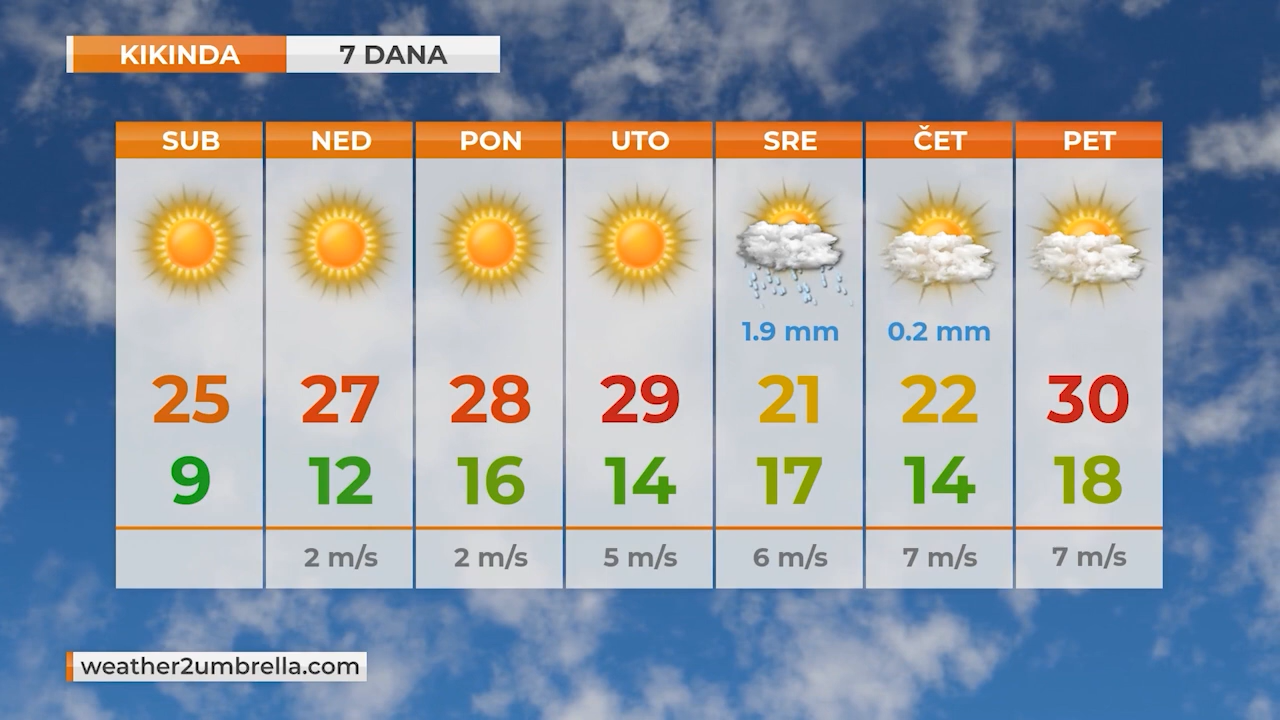 KIKINDA 7 DANA
SUB NED PON UTO SRE ČET PET
1.9 mm 0.2 mm
25 27 28 29 21 22 30
9 12 16 14 17 14 18
2 m/s 2 m/s 5 m/s 6 m/s 7 m/s 7 m/s
weather2umbrella.com